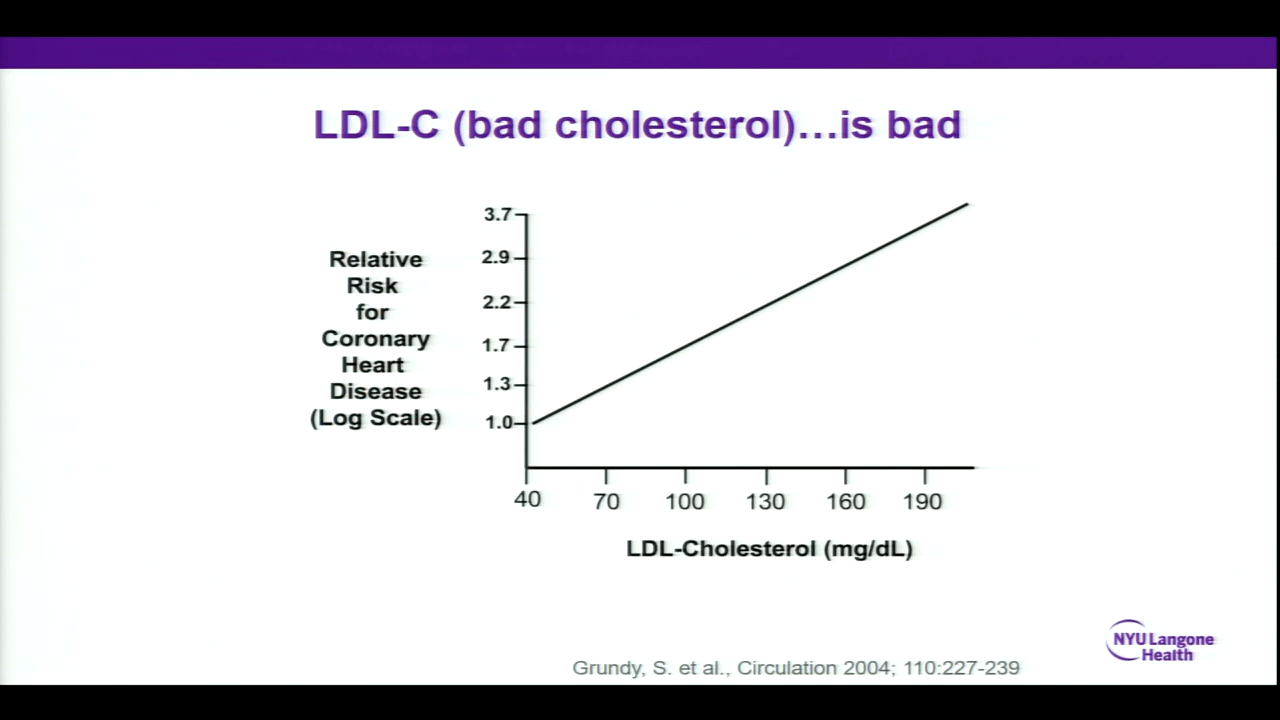 LDL-C (bad cholesterol)…is bad
Relative
Risk
for
Coronary
Heart
Disease
(Log Scale)
3.7
2.9
2.2
1.7
1.3
1.0
40 70 100 130 160 190
LDL-Cholesterol (mg/dL)
NYU Langone
Health
Grundy, S. et al., Circulation 2004; 110:227-239